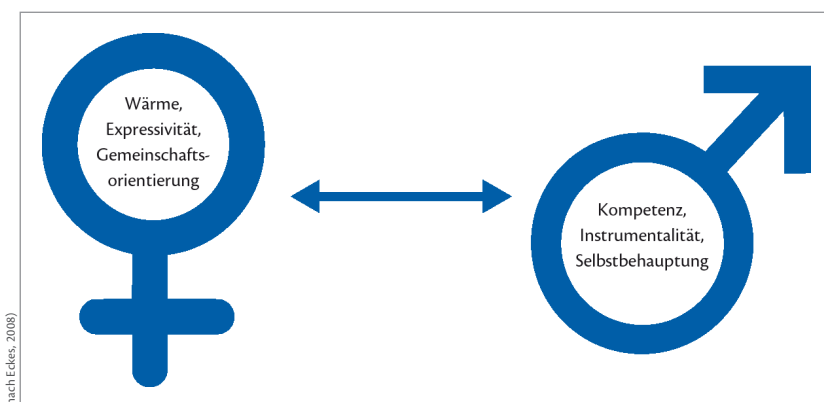 Wärme,
Expressivität,
Gemeinschafts-
orientierung
Kompetenz,
Instrumentalität,
Selbstbehauptung
nach Eckes, 2008)